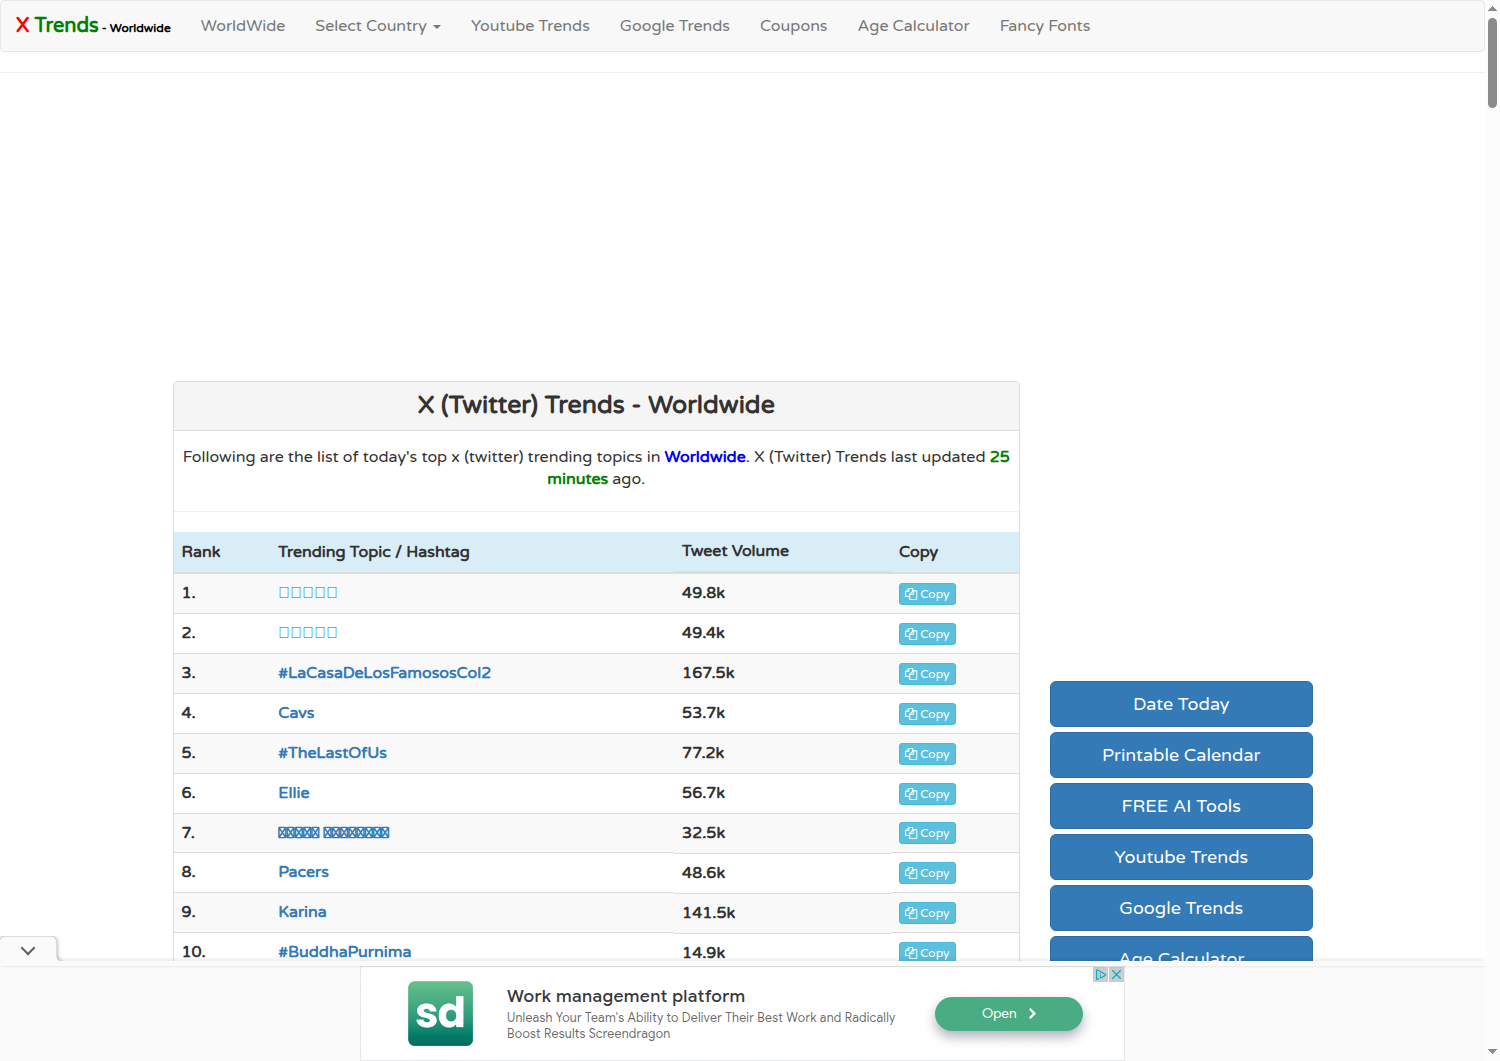 X Trends - Worldwide
WorldWide
Select Country
Youtube Trends
Google Trends
Coupons
Age Calculator
Fancy Fonts
X (Twitter) Trends - Worldwide
Following are the list of today's top x (twitter) trending topics in Worldwide. X (Twitter) Trends last updated 25
minutes ago.
Rank Trending Topic / Hashtag Tweet Volume Copy
1. 49.8k Copy
2. 49.4k Copy
3. #LaCasaDeLosFamososCol2 167.5k Copy
4. Cavs 53.7k Copy
5. #TheLastOfUs 77.2k Copy
6. Ellie 56.7k Copy
7. 32.5k Copy
8. Pacers 48.6k Copy
9. Karina 141.5k Copy
10. #BuddhaPurnima 14.9k Copy
Date Today
Printable Calendar
FREE AI Tools
Youtube Trends
Google Trends
Age Calculator
sd
Work management platform
Unleash Your Team's Ability to Deliver Their Best Work and Radically
Boost Results Screendragon
Open